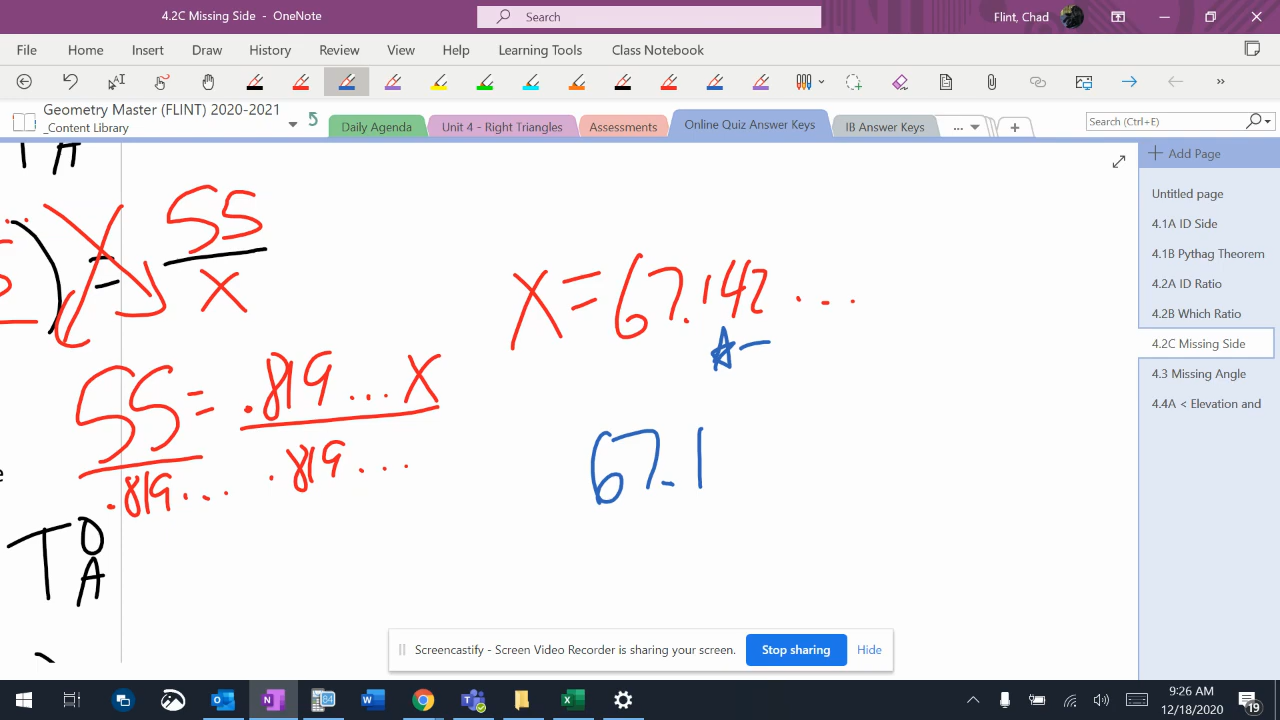 4.2C Missing Side - OneNote
Search
Flint, Chad
File Home Insert Draw History Review View Help Learning Tools Class Notebook
Geometry Master (FLINT) 2020-2021
_Content Library
Daily Agenda
Unit 4 - Right Triangles
Assessments
Online Quiz Answer Keys
IB Answer Keys
...
Search (Ctrl+E)
Add Page
Untitled page
4.1A ID Side
4.1B Pythag Theorem
4.2A ID Ratio
4.2B Which Ratio
4.2C Missing Side
4.3 Missing Angle
4.4A < Elevation and
A
= 55
x
X=67.142...
55= .819...X
.819... .819...
67.1
T O
A
Screencastify - Screen Video Recorder is sharing your screen.
Stop sharing
Hide
84
9:26 AM
12/18/2020
19